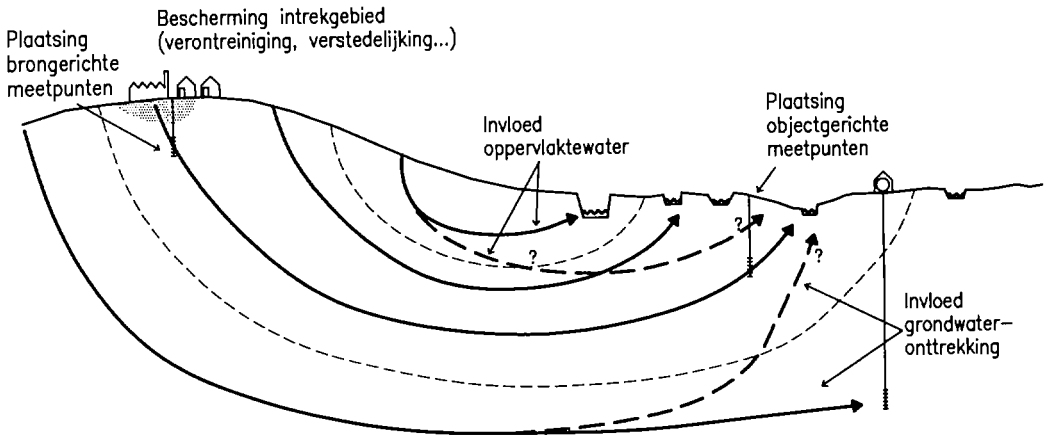 Bescherming intrekgebied
(verontreiniging, verstedelijking...)
Plaatsing
brongerichte
meetpunten
Invloed
oppervlaktewater
Plaatsing
objectgerichte
meetpunten
?
?
?
Invloed
grondwater-
onttrekking